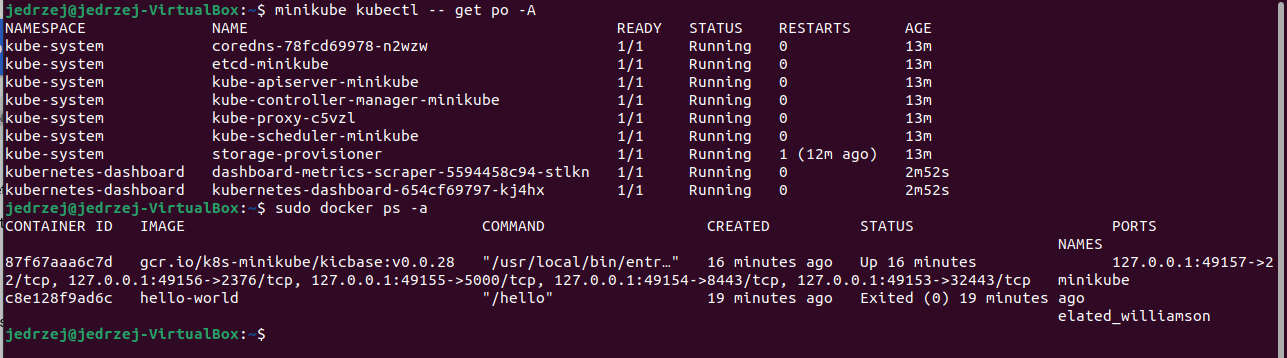 jedrzej@jedrzej-VirtualBox:~$ minikube kubectl -- get po -A
NAMESPACE NAME READY STATUS RESTARTS AGE
kube-system coredns-78fcd69978-n2wzw 1/1 Running 0 13m
kube-system etcd-minikube 1/1 Running 0 13m
kube-system kube-apiserver-minikube 1/1 Running 0 13m
kube-system kube-controller-manager-minikube 1/1 Running 0 13m
kube-system kube-proxy-c5vzl 1/1 Running 0 13m
kube-system kube-scheduler-minikube 1/1 Running 0 13m
kube-system storage-provisioner 1/1 Running 1 (12m ago) 13m
kubernetes-dashboard dashboard-metrics-scraper-5594458c94-stlkn 1/1 Running 0 2m52s
kubernetes-dashboard kubernetes-dashboard-654cf69797-kj4hx 1/1 Running 0 2m52s
jedrzej@jedrzej-VirtualBox:~$ sudo docker ps -a
CONTAINER ID IMAGE COMMAND CREATED STATUS PORTS
NAMES
87f67aaa6c7d gcr.io/k8s-minikube/kicbase:v0.0.28 "/usr/local/bin/entr…" 16 minutes ago Up 16 minutes 127.0.0.1:49157->2
2/tcp, 127.0.0.1:49156->2376/tcp, 127.0.0.1:49155->5000/tcp, 127.0.0.1:49154->8443/tcp, 127.0.0.1:49153->32443/tcp minikube
c8e128f9ad6c hello-world "/hello" 19 minutes ago Exited (0) 19 minutes ago
elated_williamson
jedrzej@jedrzej-VirtualBox:~$